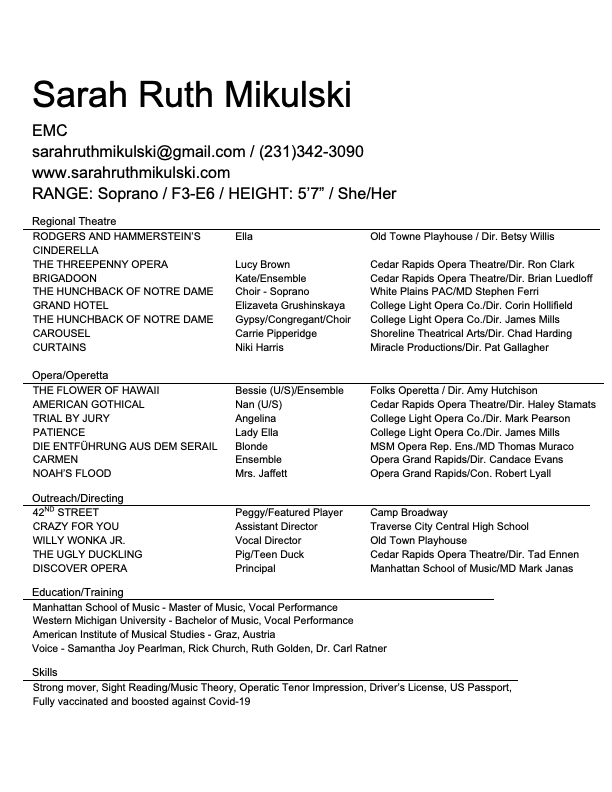 Sarah Ruth Mikulski
EMC
sarahruthmikulski@gmail.com / (231)342-3090
www.sarahruthmikulski.com
RANGE: Soprano / F3-E6 / HEIGHT: 5’7” / She/Her
Regional Theatre
RODGERS AND HAMMERSTEIN’S CINDERELLA Ella Old Towne Playhouse / Dir. Betsy Willis
THE THREEPENNY OPERA Lucy Brown Cedar Rapids Opera Theatre/Dir. Ron Clark
BRIGADOON Kate/Ensemble Cedar Rapids Opera Theatre/Dir. Brian Luedloff
THE HUNCHBACK OF NOTRE DAME Choir - Soprano White Plains PAC/MD Stephen Ferri
GRAND HOTEL Elizaveta Grushinskaya College Light Opera Co./Dir. Corin Hollifield
THE HUNCHBACK OF NOTRE DAME Gypsy/Congregant/Choir College Light Opera Co./Dir. James Mills
CAROUSEL Carrie Pipperidge Shoreline Theatrical Arts/Dir. Chad Harding
CURTAINS Niki Harris Miracle Productions/Dir. Pat Gallagher
Opera/Operetta
THE FLOWER OF HAWAII Bessie (U/S)/Ensemble Folks Operetta / Dir. Amy Hutchison
AMERICAN GOTHICAL Nan (U/S) Cedar Rapids Opera Theatre/Dir. Haley Stamats
TRIAL BY JURY Angelina College Light Opera Co./Dir. Mark Pearson
PATIENCE Lady Ella College Light Opera Co./Dir. James Mills
DIE ENTFÜHRUNG AUS DEM SERAIL Blonde MSM Opera Rep. Ens./MD Thomas Muraco
CARMEN Ensemble Opera Grand Rapids/Dir. Candace Evans
NOAH’S FLOOD Mrs. Jaffett Opera Grand Rapids/Con. Robert Lyall
Outreach/Directing
42ND STREET Peggy/Featured Player Camp Broadway
CRAZY FOR YOU Assistant Director Traverse City Central High School
WILLY WONKA JR. Vocal Director Old Town Playhouse
THE UGLY DUCKLING Pig/Teen Duck Cedar Rapids Opera Theatre/Dir. Tad Ennen
DISCOVER OPERA Principal Manhattan School of Music/MD Mark Janas
Education/Training
Manhattan School of Music - Master of Music, Vocal Performance
Western Michigan University - Bachelor of Music, Vocal Performance
American Institute of Musical Studies - Graz, Austria
Voice - Samantha Joy Pearlman, Rick Church, Ruth Golden, Dr. Carl Ratner
Skills
Strong mover, Sight Reading/Music Theory, Operatic Tenor Impression, Driver’s License, US Passport,
Fully vaccinated and boosted against Covid-19